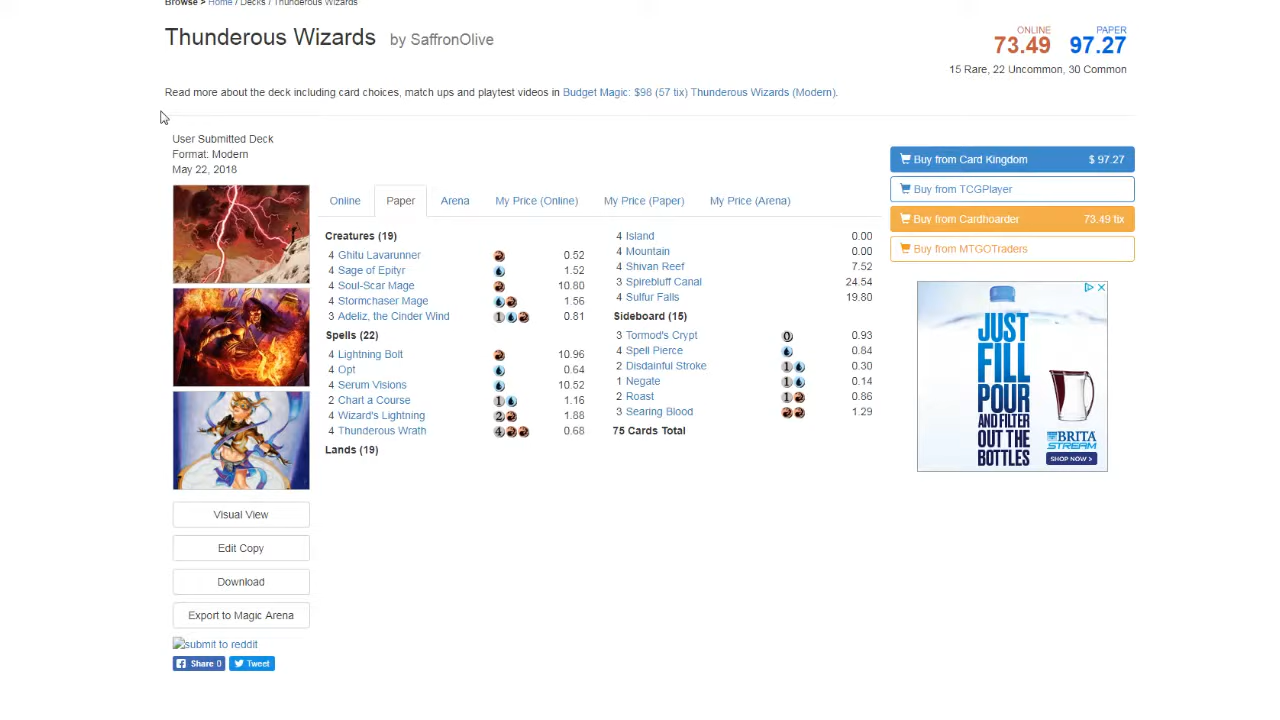 Browse > Home / Decks / Thunderous Wizards
Thunderous Wizards by SaffronOlive
ONLINE PAPER
73.49 97.27
15 Rare, 22 Uncommon, 30 Common
Read more about the deck including card choices, match ups and playtest videos in Budget Magic: $98 (57 tix) Thunderous Wizards (Modern).
User Submitted Deck
Format: Modern
May 22, 2018
Online Paper Arena My Price (Online) My Price (Paper) My Price (Arena)
Creatures (19)
4 Ghitu Lavarunner 0.52
4 Sage of Epityr 1.52
4 Soul-Scar Mage 10.80
4 Stormchaser Mage 1.56
3 Adeliz, the Cinder Wind 1 0.81
Spells (22)
4 Lightning Bolt 10.96
4 Opt 0.64
4 Serum Visions 10.52
2 Chart a Course 1 1.16
4 Wizard's Lightning 2 1.88
4 Thunderous Wrath 4 0.68
Lands (19)
4 Island 0.00
4 Mountain 0.00
4 Shivan Reef 7.52
3 Spirebluff Canal 24.54
4 Sulfur Falls 19.80
Sideboard (15)
3 Tormod's Crypt 0 0.93
4 Spell Pierce 0.84
2 Disdainful Stroke 1 0.30
1 Negate 1 0.14
2 Roast 1 0.86
3 Searing Blood 1.29
75 Cards Total
Buy from Card Kingdom $ 97.27
Buy from TCGPlayer
Buy from Cardhoarder 73.49 tix
Buy from MTGOTraders
JUST
FILL
POUR
AND FILTER
OUT THE
BOTTLES
BRITA
STREAM
SHOP NOW >
Visual View
Edit Copy
Download
Export to Magic Arena
submit to reddit
Share 0 Tweet